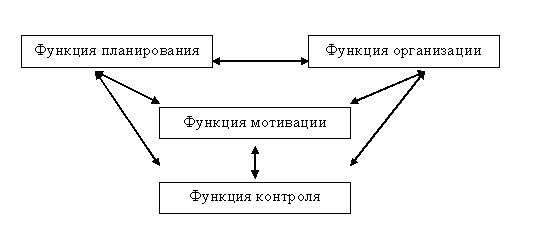 Функция планирования
Функция организации
Функция мотивации
Функция контроля